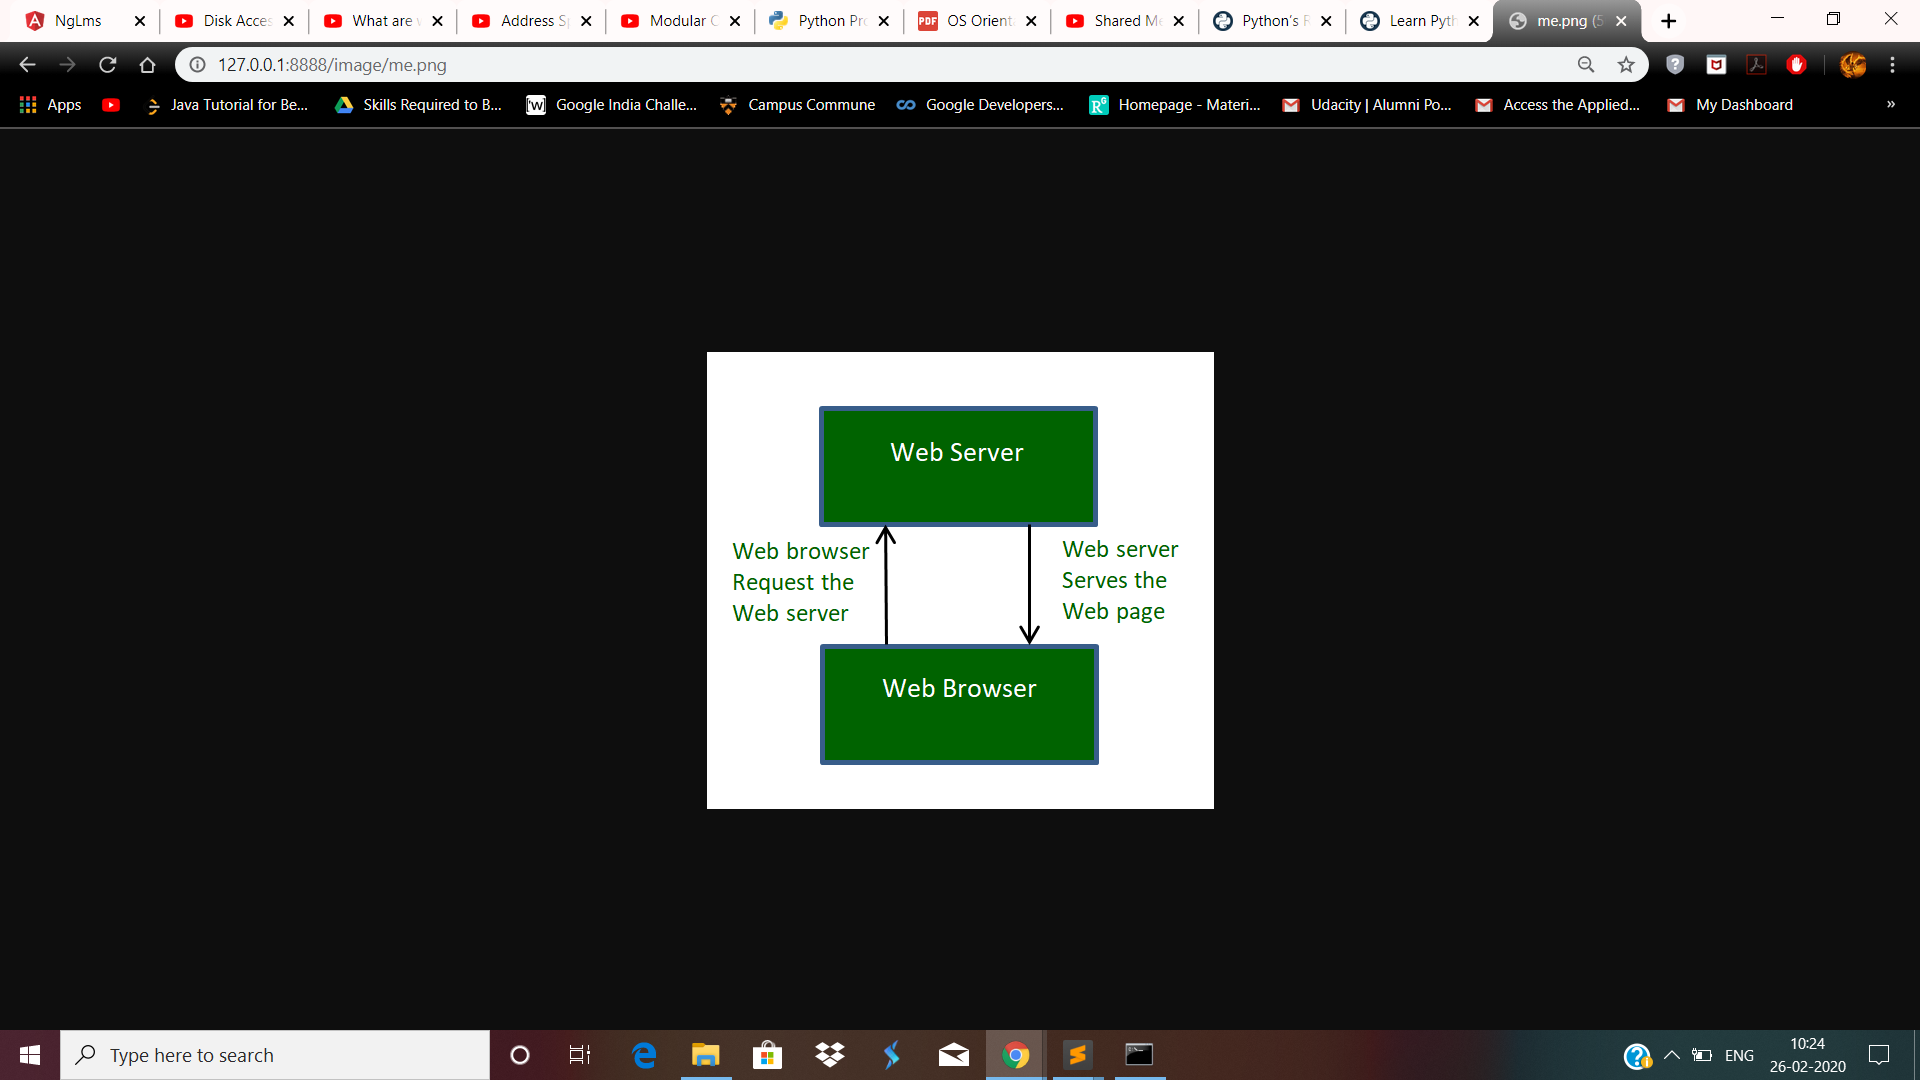 NgLms
Disk Acces
What are
Address S
Modular
Python Pr
PDF
OS Orient
Shared Me
Python's
Learn Pyth
me.png (5
127.0.0.1:8888/image/me.png
Apps
Java Tutorial for Be...
Skills Required to B...
Google India Challe...
Campus Commune
Google Developers...
Homepage - Materi...
Udacity | Alumni Po...
Access the Applied...
My Dashboard
»
Web Server
Web browser
Request the
Web server
Web server
Serves the
Web page
Web Browser
Type here to search
ENG
10:24
26-02-2020